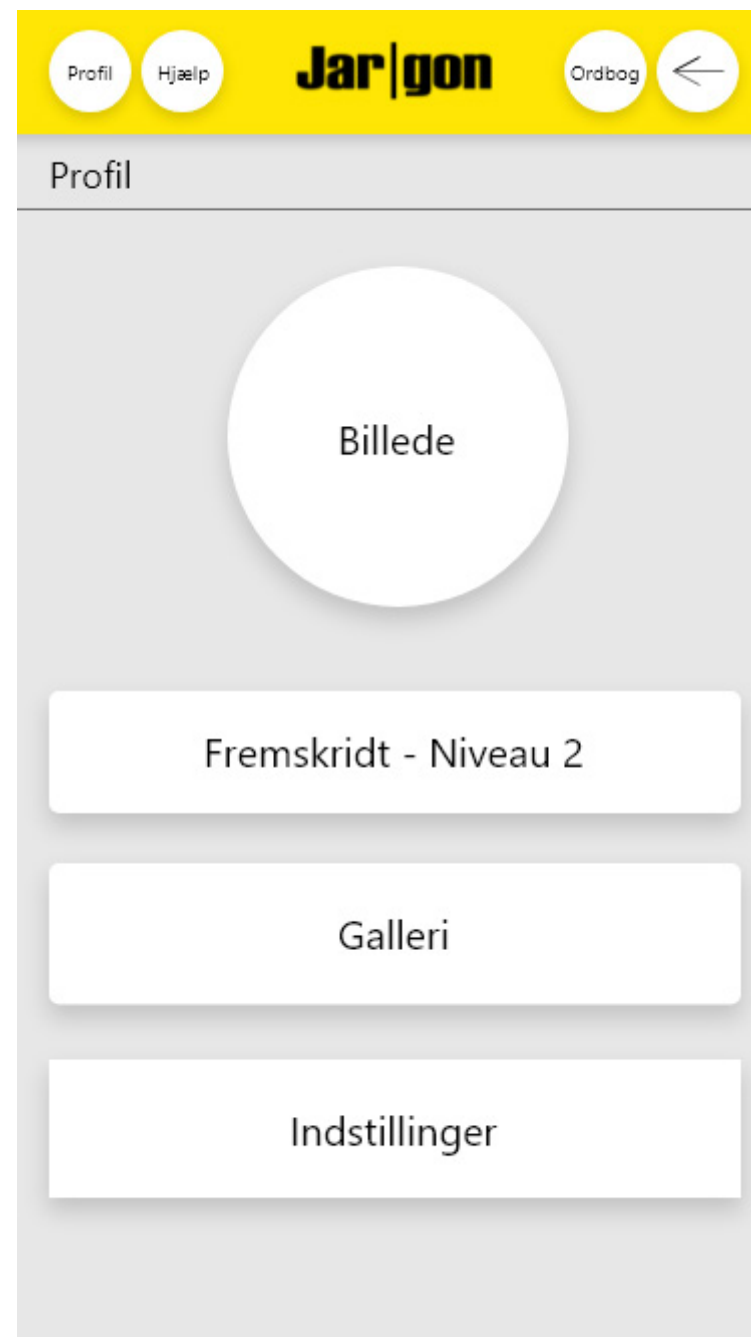 Profil Hjælp Jar|gon Ordbog
Profil
Billede
Fremskridt - Niveau 2
Galleri
Indstillinger